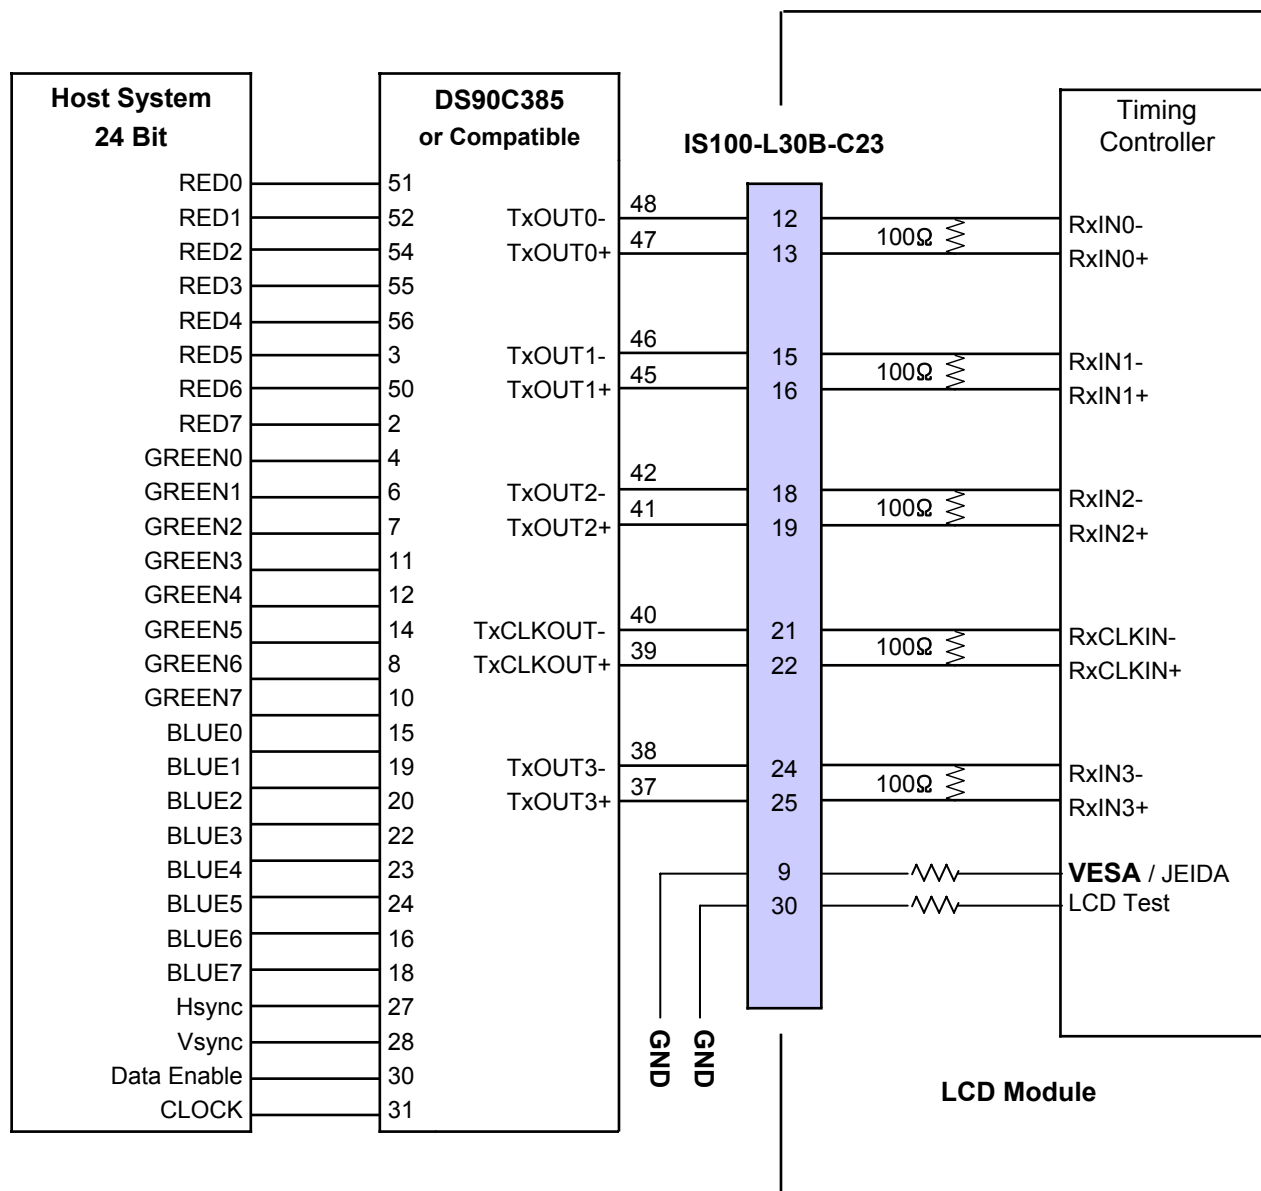 Host System
24 Bit
RED0
RED1
RED2
RED3
RED4
RED5
RED6
RED7
GREEN0
GREEN1
GREEN2
GREEN3
GREEN4
GREEN5
GREEN6
GREEN7
BLUE0
BLUE1
BLUE2
BLUE3
BLUE4
BLUE5
BLUE6
BLUE7
Hsync
Vsync
Data Enable
CLOCK
DS90C385
or Compatible
51
52
54
55
56
3
50
2
4
6
7
11
12
14
8
10
15
19
20
22
23
24
16
18
27
28
30
31
TxOUT0-
TxOUT0+
TxOUT1-
TxOUT1+
TxOUT2-
TxOUT2+
TxCLKOUT-
TxCLKOUT+
TxOUT3-
TxOUT3+
48
47
46
45
42
41
40
39
38
37
GND
GND
IS100-L30B-C23
12
13
15
16
18
19
21
22
24
25
9
30
100Ω
100Ω
100Ω
100Ω
100Ω
Timing
Controller
RxIN0-
RxIN0+
RxIN1-
RxIN1+
RxIN2-
RxIN2+
RxCLKIN-
RxCLKIN+
RxIN3-
RxIN3+
VESA / JEIDA
LCD Test
LCD Module